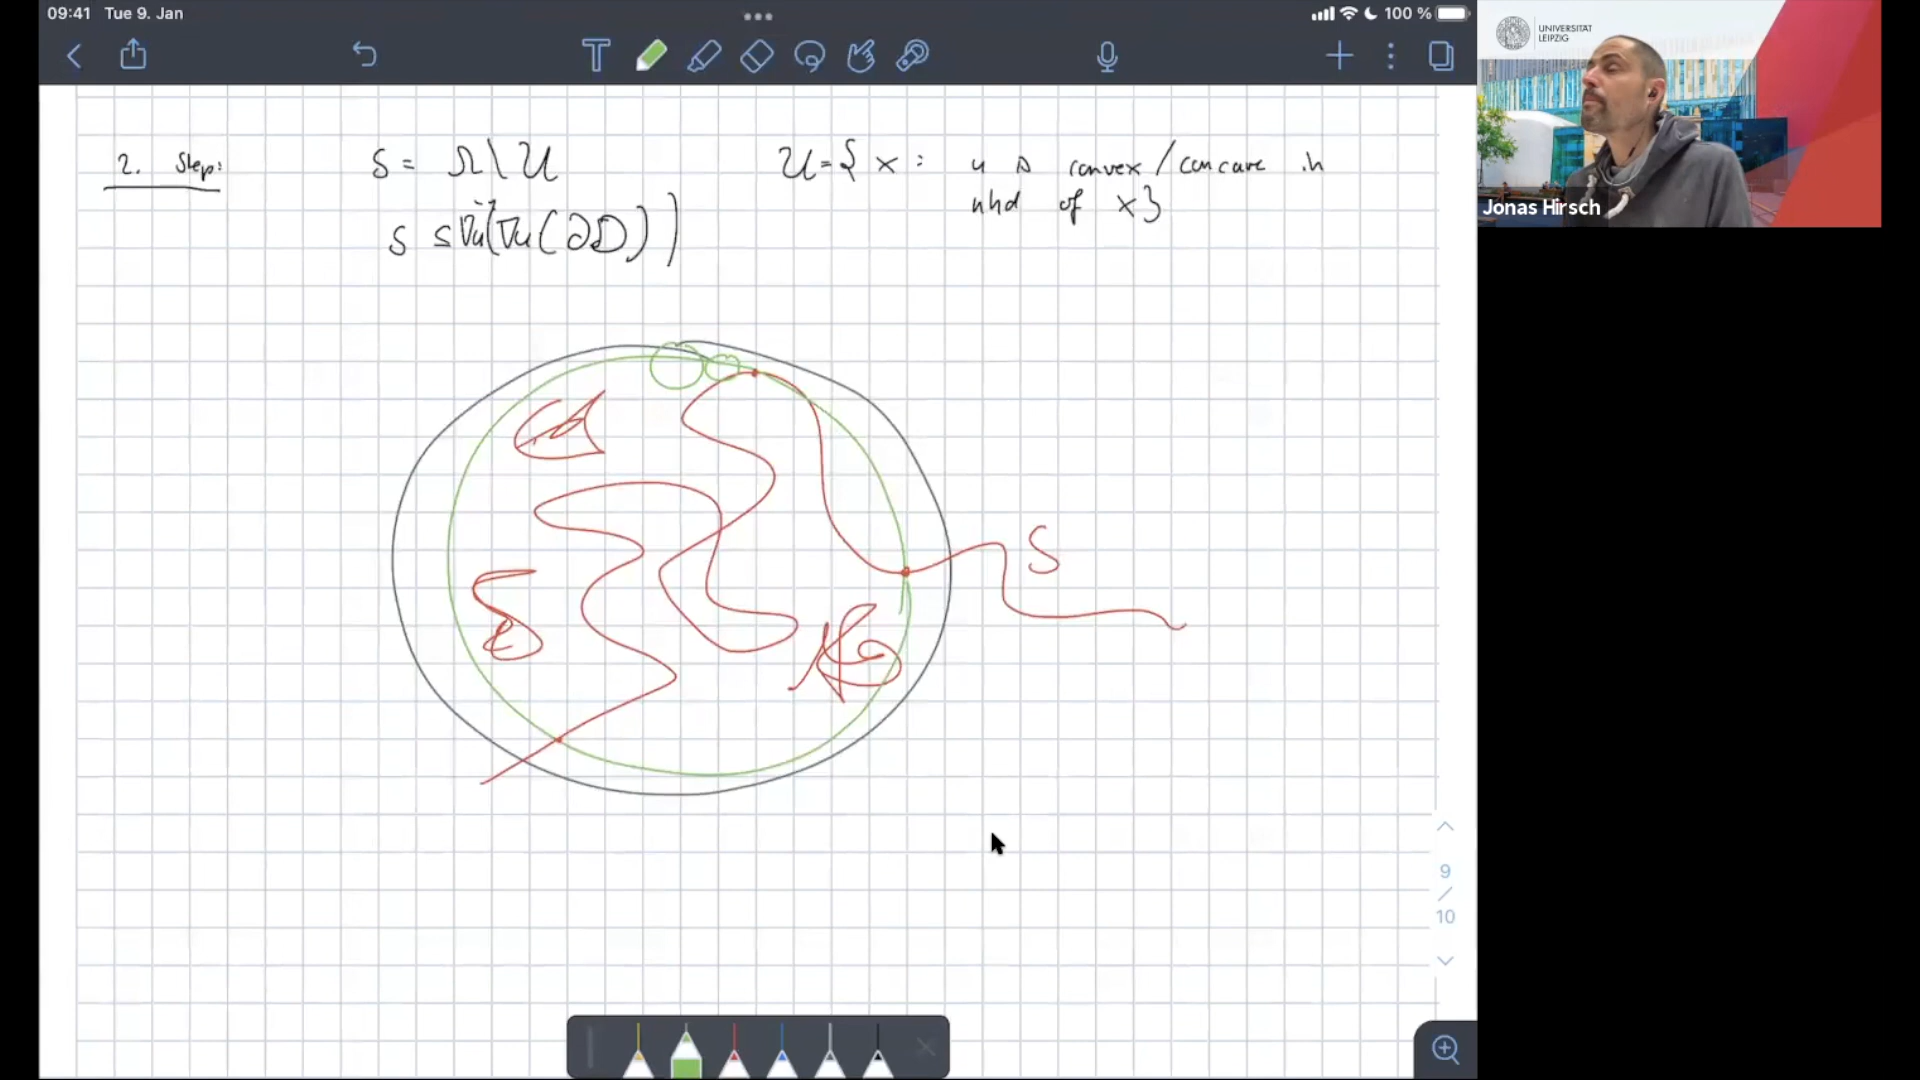 09:41 Tue 9. Jan
100 %
UNIVERSITÄT
LEIPZIG
Jonas Hirsch
2. Step: S = Ω \ U U = { x : u is convex / concave in
nhd of x }
S ⊆ ∇u⁻¹(∇u(∂Ω))
S
9
/
10